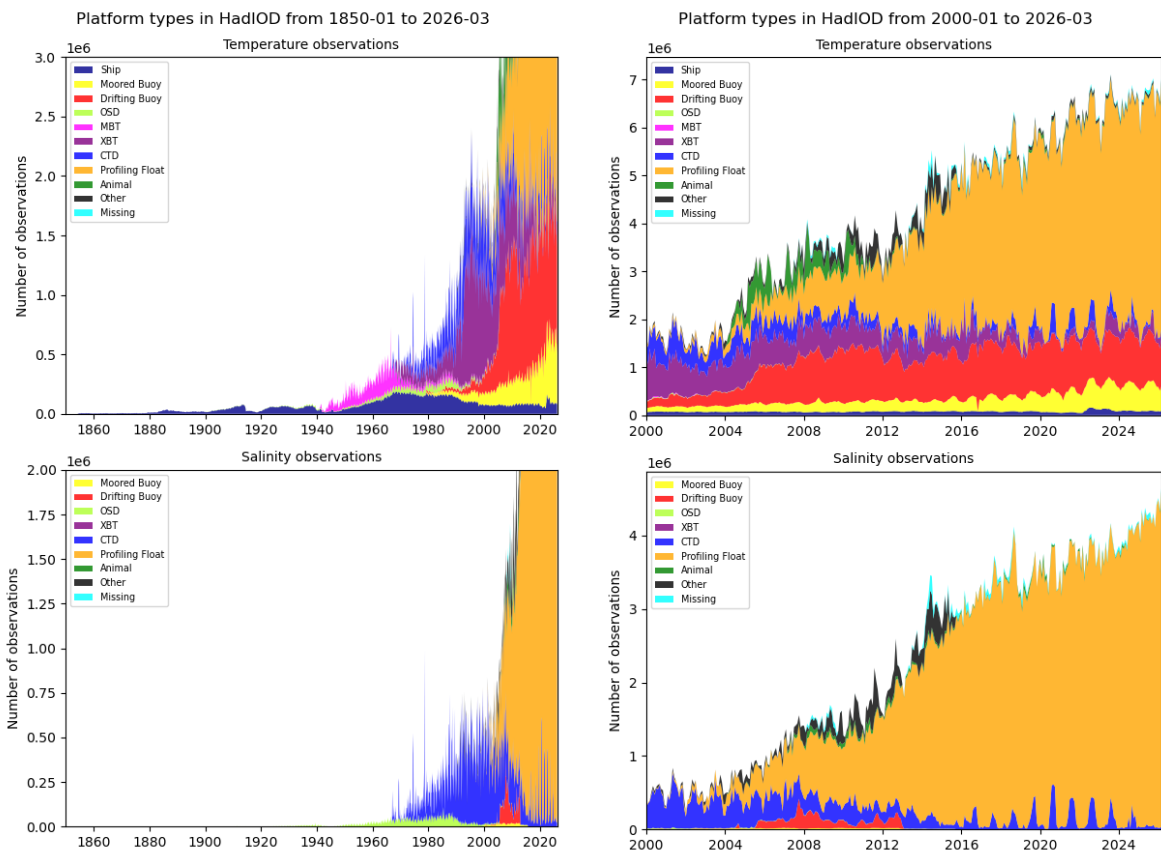 Platform types in HadIOD from 1850-01 to 2026-03
1e6
Temperature observations
3.0
2.5
2.0
1.5
1.0
0.5
0.0
Number of observations
Ship
Moored Buoy
Drifting Buoy
OSD
MBT
XBT
CTD
Profiling Float
Animal
Other
Missing
1860 1880 1900 1920 1940 1960 1980 2000 2020
Platform types in HadIOD from 2000-01 to 2026-03
1e6
Temperature observations
7
6
5
4
3
2
1
0
Number of observations
Ship
Moored Buoy
Drifting Buoy
OSD
MBT
XBT
CTD
Profiling Float
Animal
Other
Missing
2000 2004 2008 2012 2016 2020 2024
1e6
Salinity observations
2.00
1.75
1.50
1.25
1.00
0.75
0.50
0.25
0.00
Number of observations
Moored Buoy
Drifting Buoy
OSD
XBT
CTD
Profiling Float
Animal
Other
Missing
1860 1880 1900 1920 1940 1960 1980 2000 2020
1e6
Salinity observations
4
3
2
1
0
Number of observations
Moored Buoy
Drifting Buoy
OSD
XBT
CTD
Profiling Float
Animal
Other
Missing
2000 2004 2008 2012 2016 2020 2024